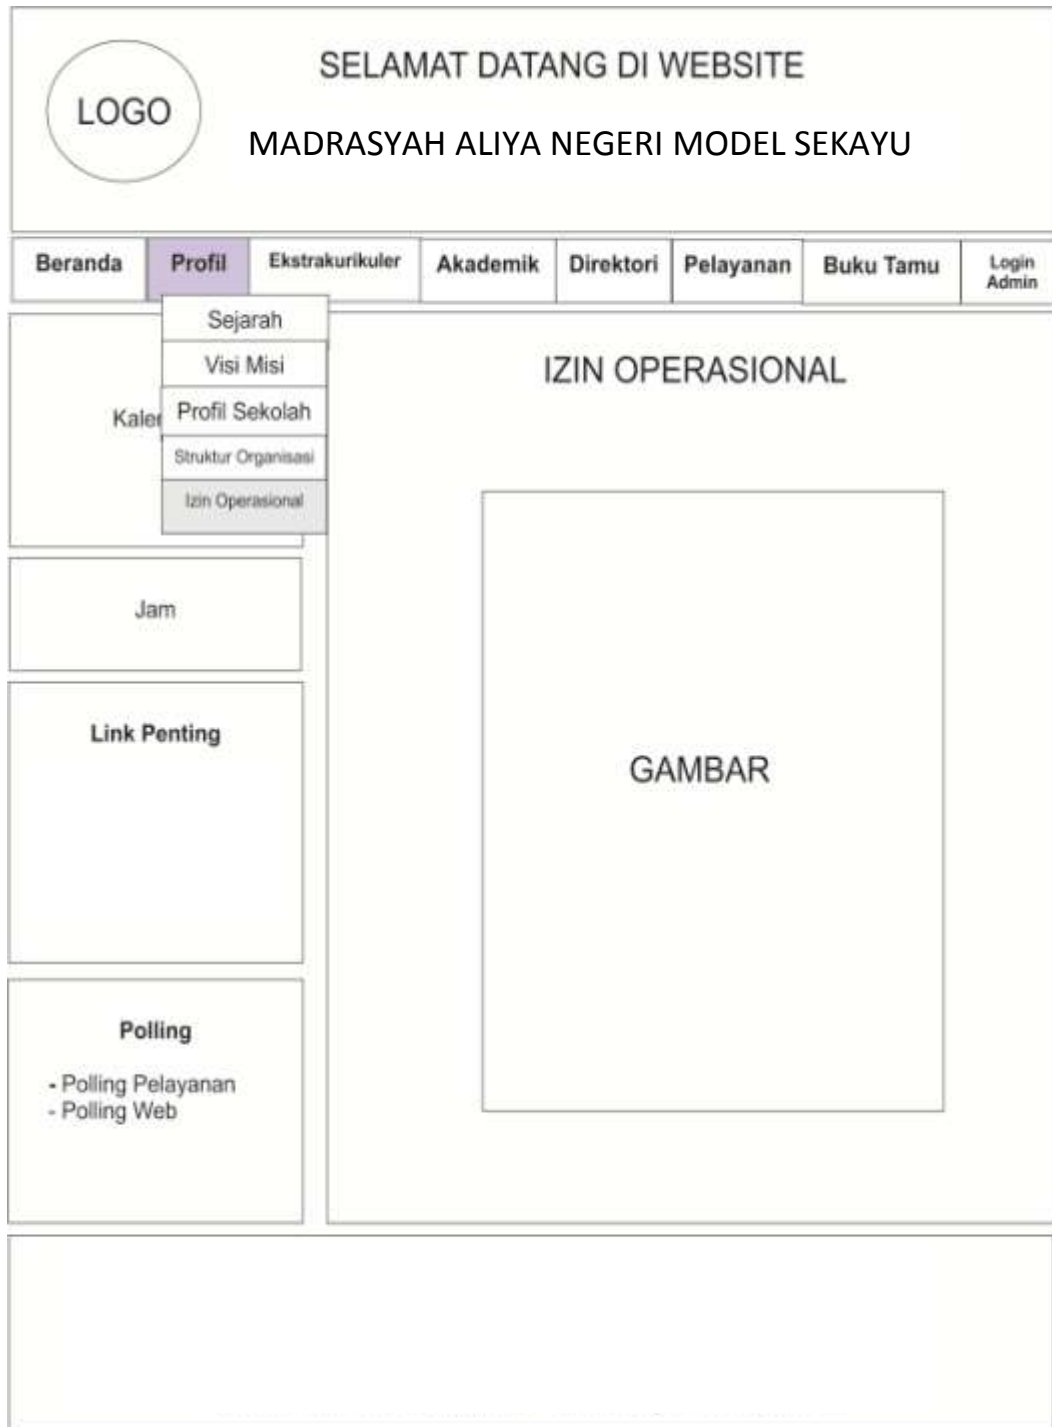 LOGO
SELAMAT DATANG DI WEBSITE
MADRASYAH ALIYA NEGERI MODEL SEKAYU
Beranda
Profil
Ekstrakurikuler
Akademik
Direktori
Pelayanan
Buku Tamu
Login
Admin
Sejarah
Visi Misi
Profil Sekolah
Struktur Organisasi
Izin Operasional
Kaler
Jam
Link Penting
Polling
- Polling Pelayanan
- Polling Web
IZIN OPERASIONAL
GAMBAR